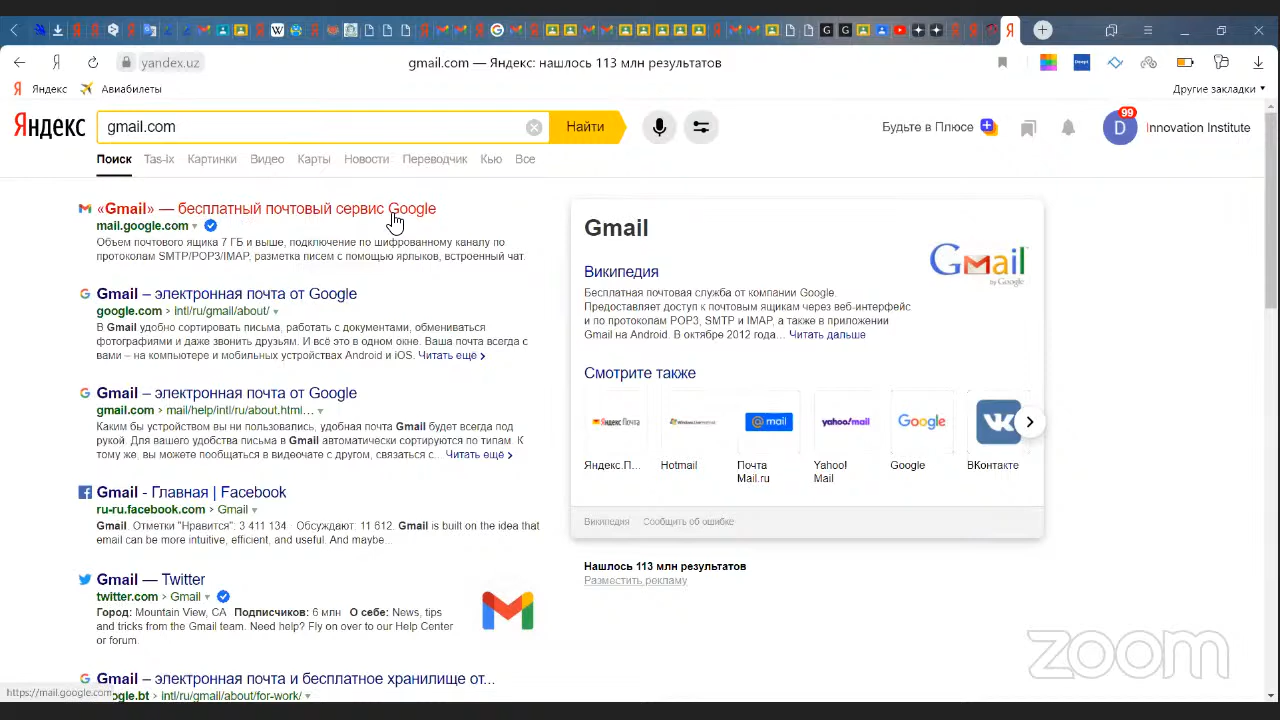 yandex.uz
gmail.com — Яндекс: нашлось 113 млн результатов
Яндекс
Авиабилеты
Другие закладки
Яндекс
gmail.com
Найти
Будьте в Плюсе
99
D
Innovation Institute
Поиск Tas-ix Картинки Видео Карты Новости Переводчик Кью Все
«Gmail» — бесплатный почтовый сервис Google
mail.google.com
Объем почтового ящика 7 ГБ и выше, подключение по шифрованному каналу по
протоколам SMTP/POP3/IMAP, разметка писем с помощью ярлыков, встроенный чат.
Gmail – электронная почта от Google
google.com › intl/ru/gmail/about/
В Gmail удобно сортировать письма, работать с документами, обмениваться
фотографиями и даже звонить друзьям. И всё это в одном окне. Ваша почта всегда с
вами – на компьютере и мобильных устройствах Android и iOS. Читать ещё ›
Gmail – электронная почта от Google
gmail.com › mail/help/intl/ru/about.html...
Каким бы устройством вы ни пользовались, удобная почта Gmail будет всегда под
рукой. Для вашего удобства письма в Gmail автоматически сортируются по типам. К
тому же, вы можете пообщаться в видеочате с другом, связаться с... Читать ещё ›
Gmail - Главная | Facebook
ru-ru.facebook.com › Gmail
Gmail. Отметки "Нравится": 3 411 134 · Обсуждают: 11 612. Gmail is built on the idea that
email can be more intuitive, efficient, and useful. And maybe...
Gmail — Twitter
twitter.com › Gmail
Город: Mountain View, CA Подписчиков: 6 млн О себе: News, tips
and tricks from the Gmail team. Need help? Fly on over to our Help Center
or forum.
Gmail – электронная почта и бесплатное хранилище от...
ogle.bt › intl/ru/gmail/about/for-work/
https://mail.google.com
Gmail
Gmail
by Google
Википедия
Бесплатная почтовая служба от компании Google.
Предоставляет доступ к почтовым ящикам через веб-интерфейс
и по протоколам POP3, SMTP и IMAP, а также в приложении
Gmail на Android. В октябре 2012 года... Читать дальше
Смотрите также
Яндекс Почта
@mail
yahoo!mail
Google
Яндекс.П...
Hotmail
Почта
Mail.ru
Yahoo!
Mail
Google
ВКонтакте
Википедия Сообщить об ошибке
Нашлось 113 млн результатов
Разместить рекламу
zoom